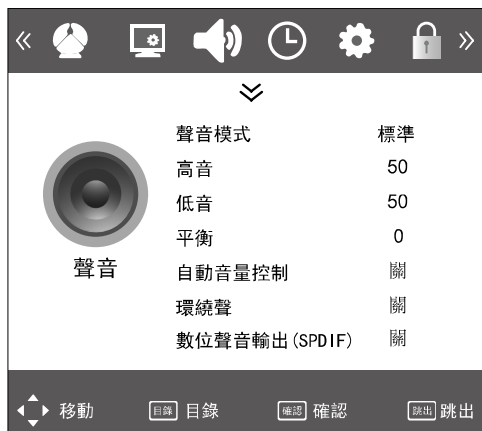 聲音模式 標準
高音 50
低音 50
平衡 0
聲音
自動音量控制 關
環繞聲 關
數位聲音輸出(SPDIF) 關
移動 目錄 目錄 確認 確認 跳出 跳出